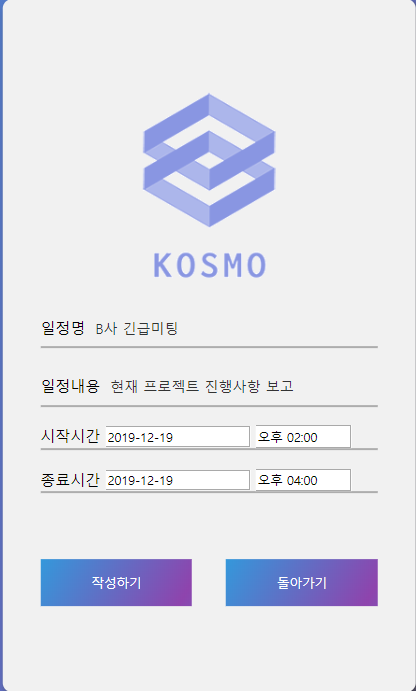 KOSMO
일정명 B사 긴급미팅
일정내용 현재 프로젝트 진행사항 보고
시작시간 2019-12-19 오후 02:00
종료시간 2019-12-19 오후 04:00
작성하기 돌아가기